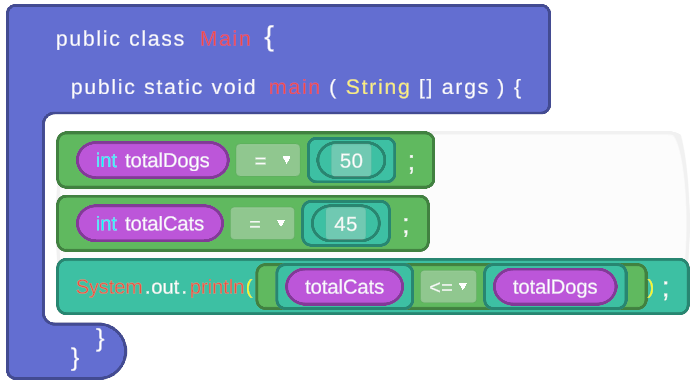 public class Main {
public static void main ( String [] args ) {
int totalDogs = ▼ 50 ;
int totalCats = ▼ 45 ;
System.out.println( totalCats <= ▼ totalDogs ) ;
}
}